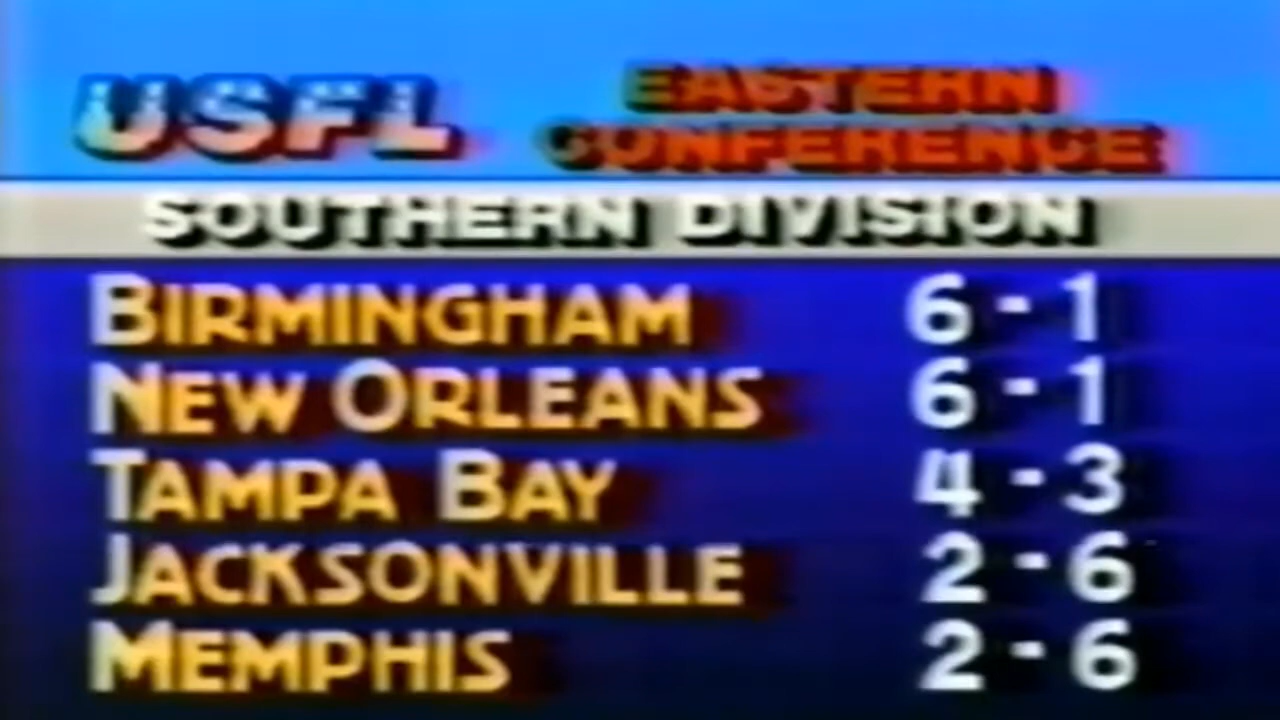 USFL EASTERN
CONFERENCE
SOUTHERN DIVISION
BIRMINGHAM 6 - 1
NEW ORLEANS 6 - 1
TAMPA BAY 4 - 3
JACKSONVILLE 2 - 6
MEMPHIS 2 - 6